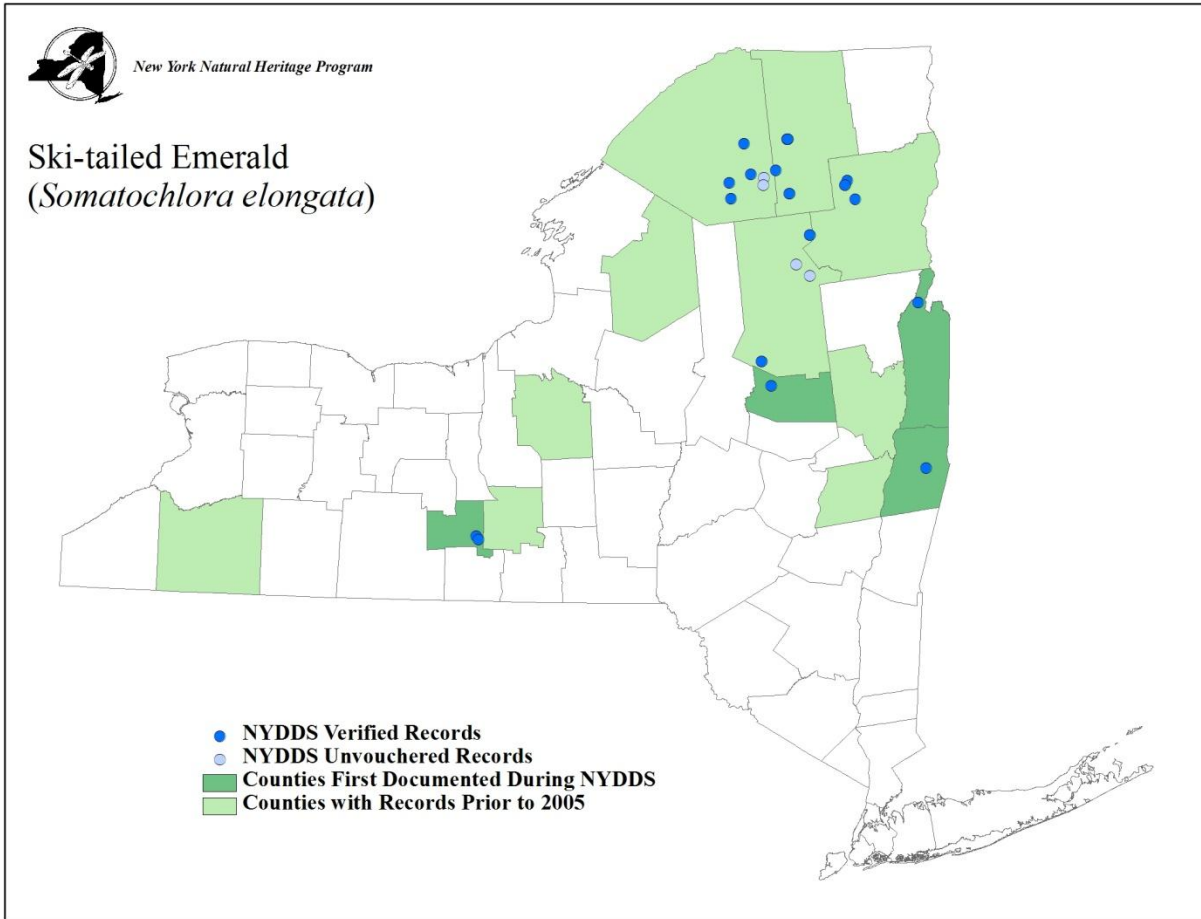 New York Natural Heritage Program
Ski-tailed Emerald
(Somatochlora elongata)
NYDDS Verified Records
NYDDS Unvouchered Records
Counties First Documented During NYDDS
Counties with Records Prior to 2005